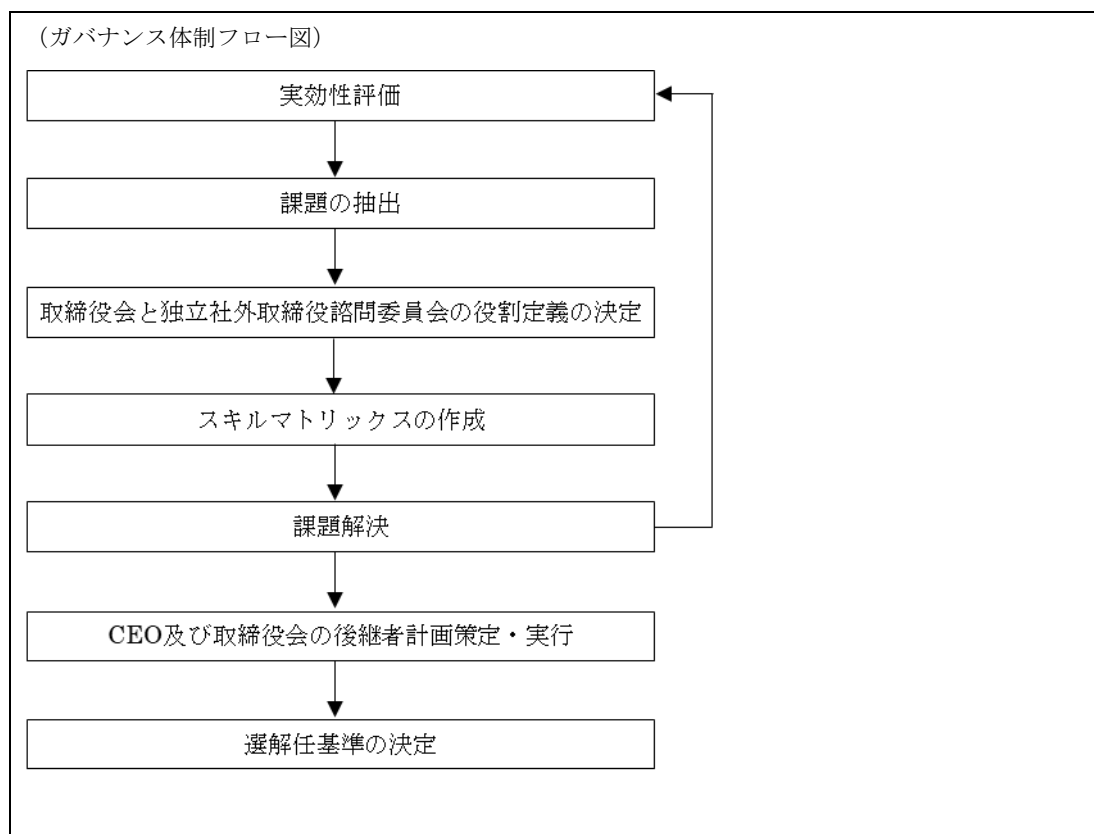 （ガバナンス体制フロー図）
実効性評価
課題の抽出
取締役会と独立社外取締役諮問委員会の役割定義の決定
スキルマトリックスの作成
課題解決
CEO及び取締役会の後継者計画策定・実行
選解任基準の決定